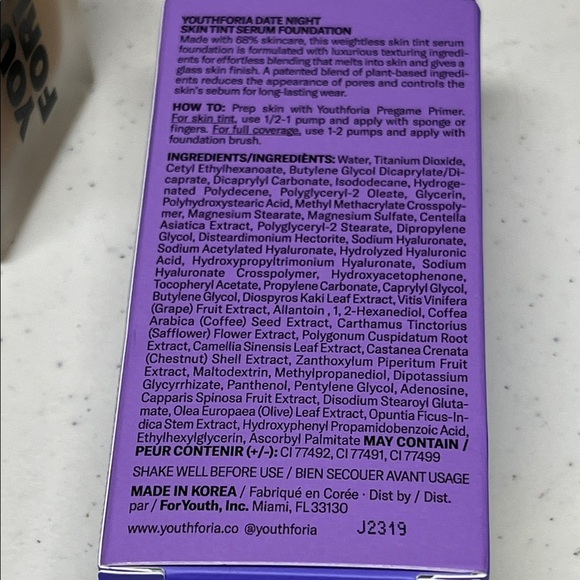 YOU
FOR
YOUTHFORIA DATE NIGHT
SKIN TINT SERUM FOUNDATION
Made with 68% skincare, this weightless skin tint serum
foundation is formulated with luxurious texturing ingredi-
ents for effortless blending that melts into skin and gives a
glass skin finish. A patented blend of plant-based ingredi-
ents reduces the appearance of pores and controls the
skin's sebum for long-lasting wear.
HOW TO: Prep skin with Youthforia Pregame Primer.
For skin tint, use 1/2-1 pump and apply with sponge or
fingers. For full coverage, use 1-2 pumps and apply with
foundation brush.
INGREDIENTS/INGREDIÈNTS: Water, Titanium Dioxide,
Cetyl Ethylhexanoate, Butylene Glycol Dicaprylate/Di-
caprate, Dicaprylyl Carbonate, Isododecane, Hydroge-
nated Polydecene, Polyglyceryl-2 Oleate, Glycerin,
Polyhydroxystearic Acid, Methyl Methacrylate Crosspoly-
mer, Magnesium Stearate, Magnesium Sulfate, Centella
Asiatica Extract, Polyglyceryl-2 Stearate, Dipropylene
Glycol, Disteardimonium Hectorite, Sodium Hyaluronate,
Sodium Acetylated Hyaluronate, Hydrolyzed Hyaluronic
Acid, Hydroxypropyltrimonium Hyaluronate, Sodium
Hyaluronate Crosspolymer, Hydroxyacetophenone,
Tocopheryl Acetate, Propylene Carbonate, Caprylyl Glycol,
Butylene Glycol, Diospyros Kaki Leaf Extract, Vitis Vinifera
(Grape) Fruit Extract, Allantoin , 1, 2-Hexanediol, Coffea
Arabica (Coffee) Seed Extract, Carthamus Tinctorius
(Safflower) Flower Extract, Polygonum Cuspidatum Root
Extract, Camellia Sinensis Leaf Extract, Castanea Crenata
(Chestnut) Shell Extract, Zanthoxylum Piperitum Fruit
Extract, Maltodextrin, Methylpropanediol, Dipotassium
Glycyrrhizate, Panthenol, Pentylene Glycol, Adenosine,
Capparis Spinosa Fruit Extract, Disodium Stearoyl Gluta-
mate, Olea Europaea (Olive) Leaf Extract, Opuntia Ficus-In-
dica Stem Extract, Hydroxyphenyl Propamidobenzoic Acid,
Ethylhexylglycerin, Ascorbyl Palmitate MAY CONTAIN /
PEUR CONTENIR (+/-): CI 77492, CI 77491, CI 77499
SHAKE WELL BEFORE USE / BIEN SECOUER AVANT USAGE
MADE IN KOREA / Fabriqué en Corée · Dist by / Dist.
par / ForYouth, Inc. Miami, FL 33130
www.youthforia.co @youthforia J2319